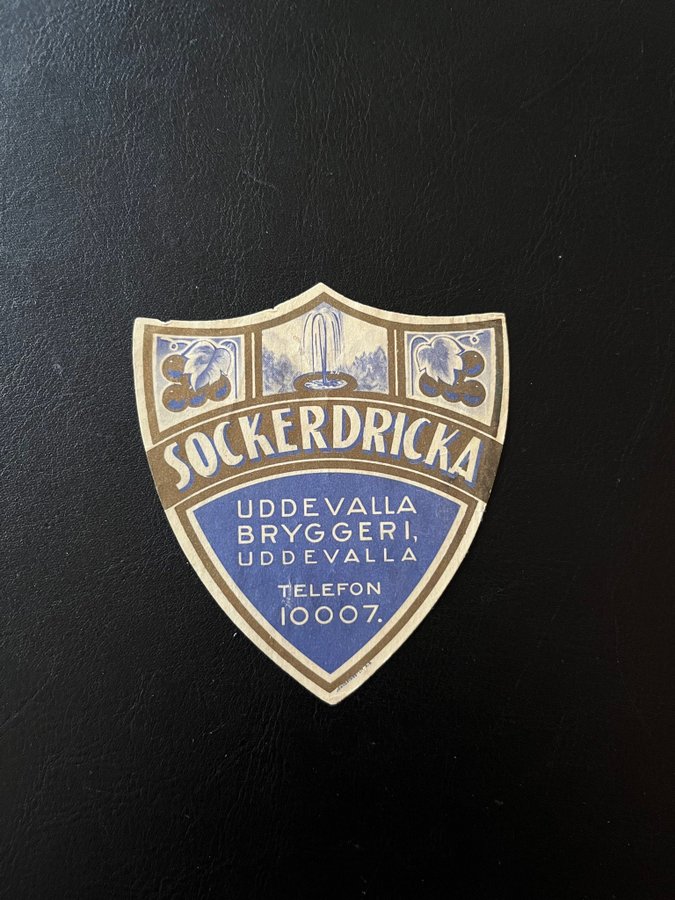 SOCKERDRICKA
UDDEVALLA
BRYGGERI,
UDDEVALLA
TELEFON
10007.